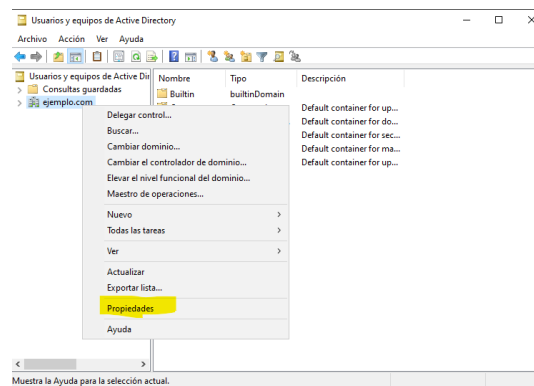 Usuarios y equipos de Active Directory
Archivo Acción Ver Ayuda
Usuarios y equipos de Active Dir
Consultas guardadas
ejemplo.com
Nombre Tipo Descripción
Builtin builtinDomain
Default container for up...
Default container for do...
Default container for sec...
Default container for ma...
Default container for up...
Delegar control...
Buscar...
Cambiar dominio...
Cambiar el controlador de dominio...
Elevar el nivel funcional del dominio...
Maestro de operaciones...
Nuevo
Todas las tareas
Ver
Actualizar
Exportar lista...
Propiedades
Ayuda
Muestra la Ayuda para la selección actual.